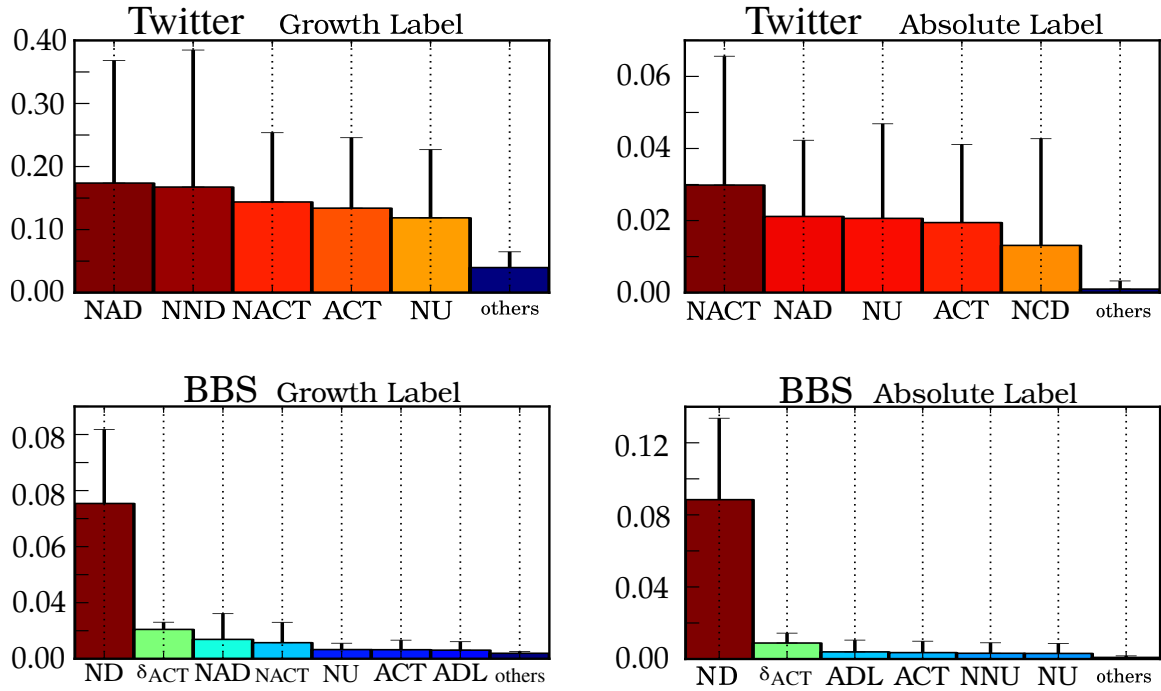 Twitter Growth Label
0.40
0.30
0.20
0.10
0.00
NAD NND NACT ACT NU others
Twitter Absolute Label
0.06
0.04
0.02
0.00
NACT NAD NU ACT NCD others
BBS Growth Label
0.08
0.08
0.06
0.04
0.00
ND δACT NAD NACT NU ACT ADL others
BBS Absolute Label
0.12
0.08
0.04
0.00
ND δACT ADL ACT NNU NU others